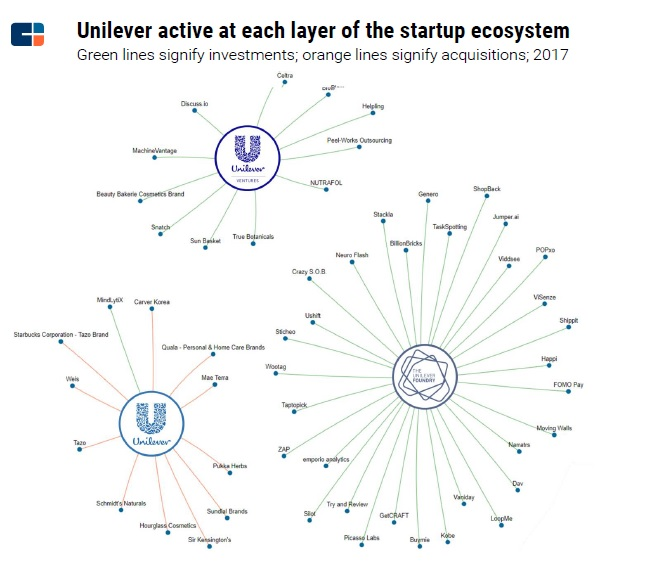 Unilever active at each layer of the startup ecosystem
Green lines signify investments; orange lines signify acquisitions; 2017
Celtra
Discuss.io
Helpling
Peel-Works Outsourcing
MachineVantage
Unilever
VENTURES
NUTRAFOL
Beauty Bakerie Cosmetics Brand
Snatch
Sun Basket
True Botanicals
Genero
ShopBack
Stackla
TaskSpotting
Jumper.ai
BillionBricks
Neuro Flash
Viddsee
POPxo
Crazy S.O.B.
ViSenze
Ushift
Shippit
Sticheo
Happi
Wootag
THE
UNILEVER
FOUNDRY
FOMO Pay
Taptopick
Moving Walls
ZAP
emporio analytics
Narratrs
Dav
Vaniday
Sliot
Try and Review
GetCRAFT
LoopMe
Picasso Labs
Buymie
Kobe
MindLytiX
Carver Korea
Starbucks Corporation - Tazo Brand
Quala - Personal & Home Care Brands
Weis
Mae Terra
Unilever
Tazo
Pukka Herbs
Schmidt's Naturals
Sundial Brands
Hourglass Cosmetics
Sir Kensington's